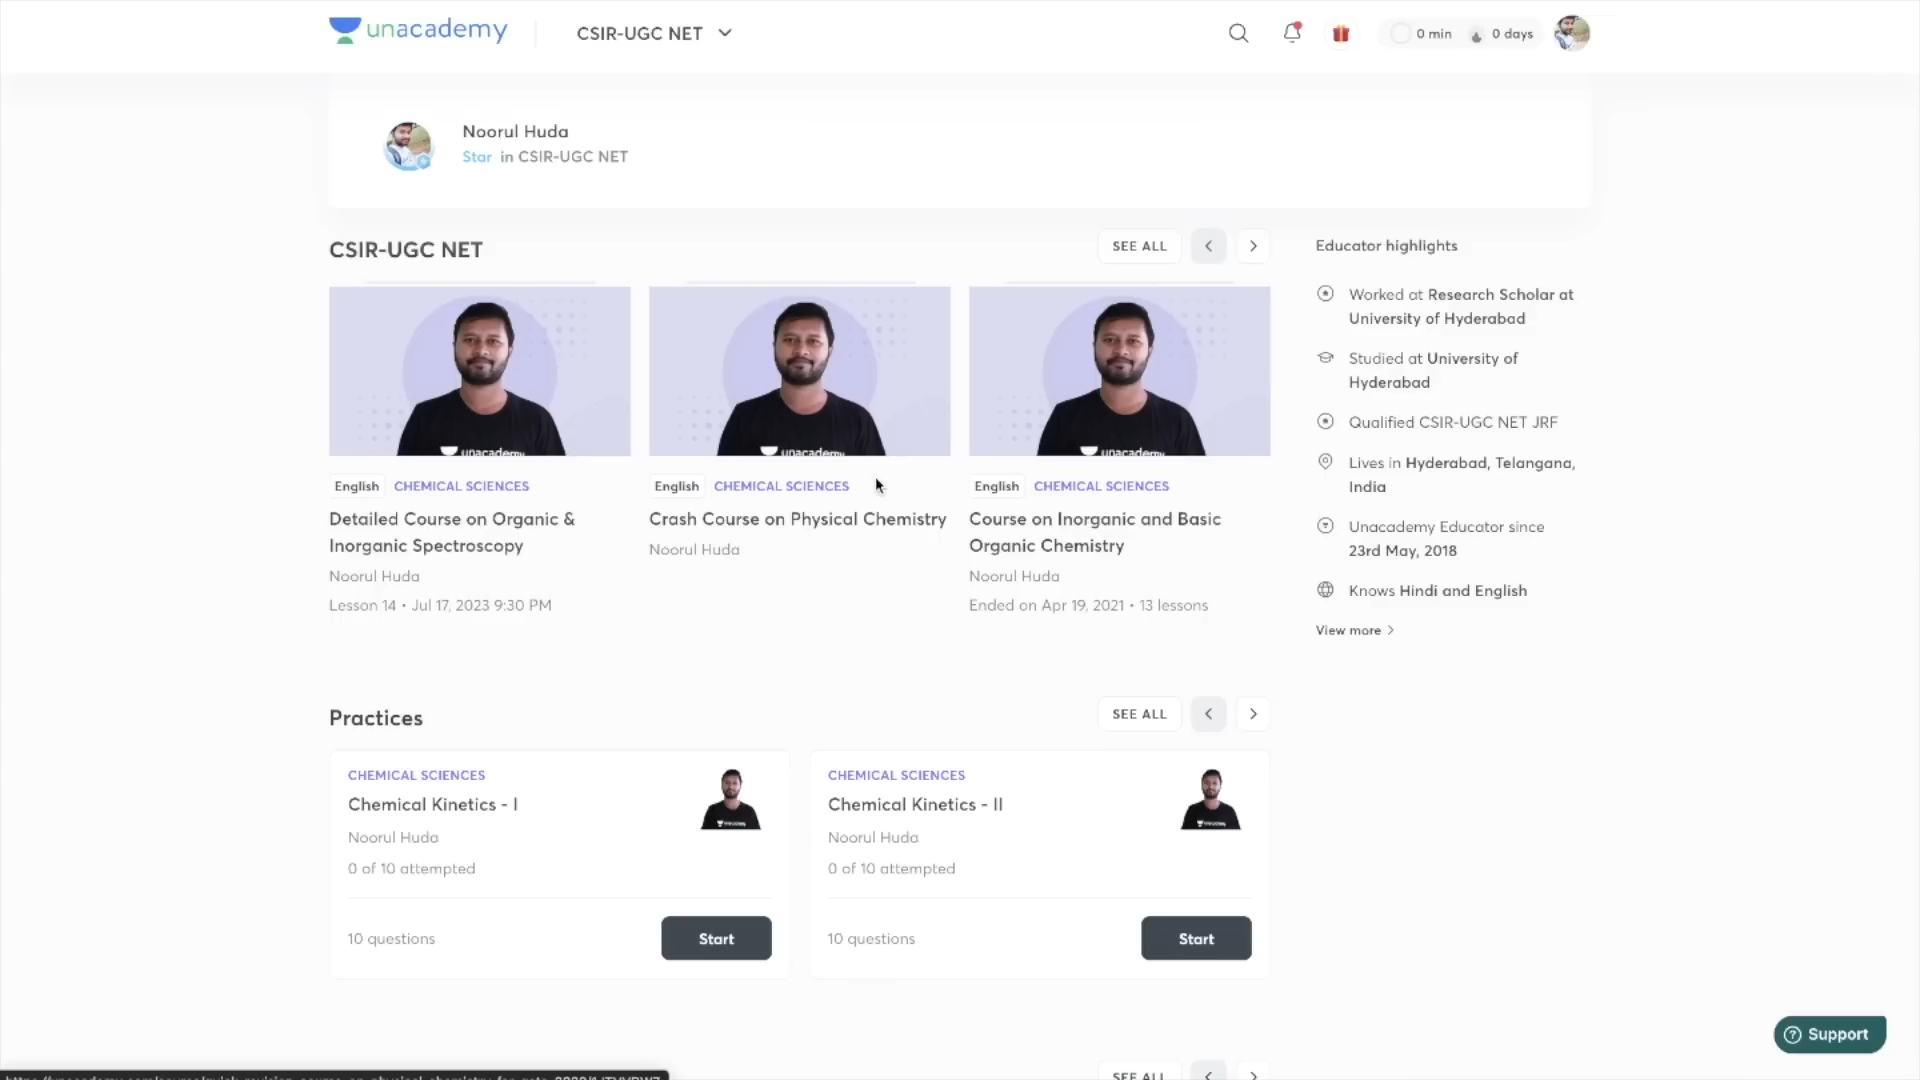 unacademy
CSIR-UGC NET
0 min
0 days
Noorul Huda
Star in CSIR-UGC NET
CSIR-UGC NET
SEE ALL
Educator highlights
Worked at Research Scholar at
University of Hyderabad
Studied at University of
Hyderabad
Qualified CSIR-UGC NET JRF
Lives in Hyderabad, Telangana,
India
Unacademy Educator since
23rd May, 2018
Knows Hindi and English
View more
unacademy
English CHEMICAL SCIENCES
Detailed Course on Organic &
Inorganic Spectroscopy
Noorul Huda
Lesson 14 • Jul 17, 2023 9:30 PM
unacademy
English CHEMICAL SCIENCES
Crash Course on Physical Chemistry
Noorul Huda
unacademy
English CHEMICAL SCIENCES
Course on Inorganic and Basic
Organic Chemistry
Noorul Huda
Ended on Apr 19, 2021 • 13 lessons
Practices
SEE ALL
CHEMICAL SCIENCES
Chemical Kinetics - I
Noorul Huda
0 of 10 attempted
10 questions
Start
CHEMICAL SCIENCES
Chemical Kinetics - II
Noorul Huda
0 of 10 attempted
10 questions
Start
Support
SEE ALL